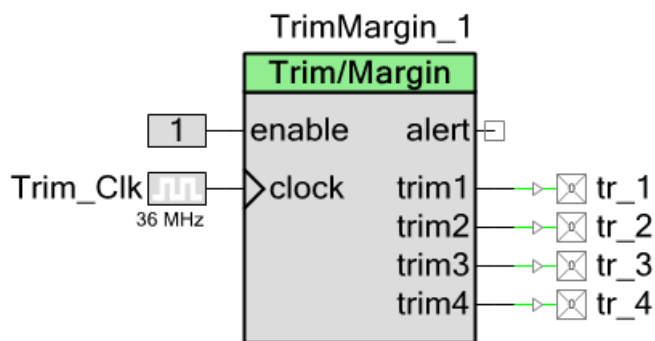 TrimMargin_1
Trim/Margin
1 enable alert
Trim_Clk clock trim1 tr_1
36 MHz
trim2 tr_2
trim3 tr_3
trim4 tr_4